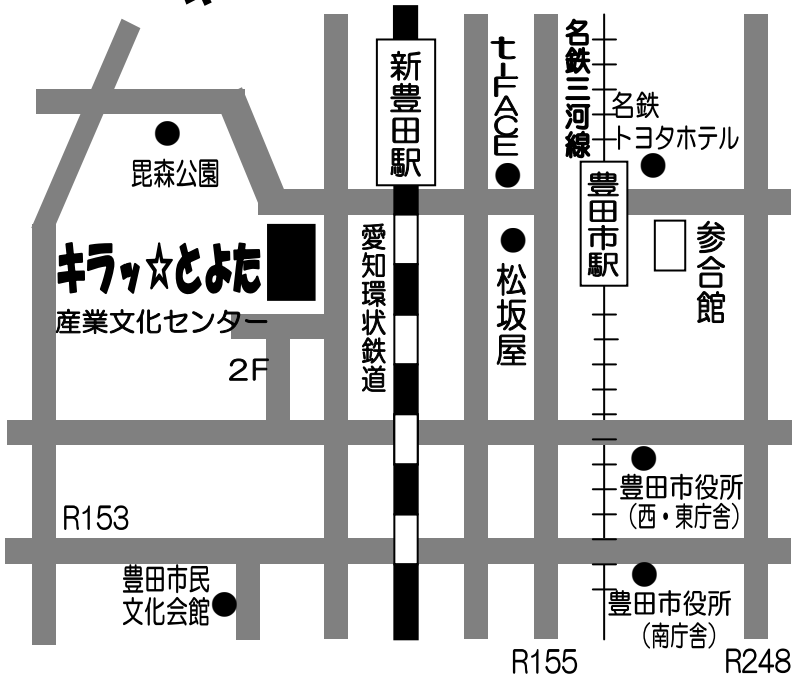 新豊田駅
t-FACE
名鉄三河線
名鉄
トヨタホテル
毘森公園
豊田市駅
参合館
キラッ☆とよた
産業文化センター
2F
愛知環状鉄道
松坂屋
豊田市役所
(西・東庁舎)
R153
豊田市民
文化会館
豊田市役所
(南庁舎)
R155
R248